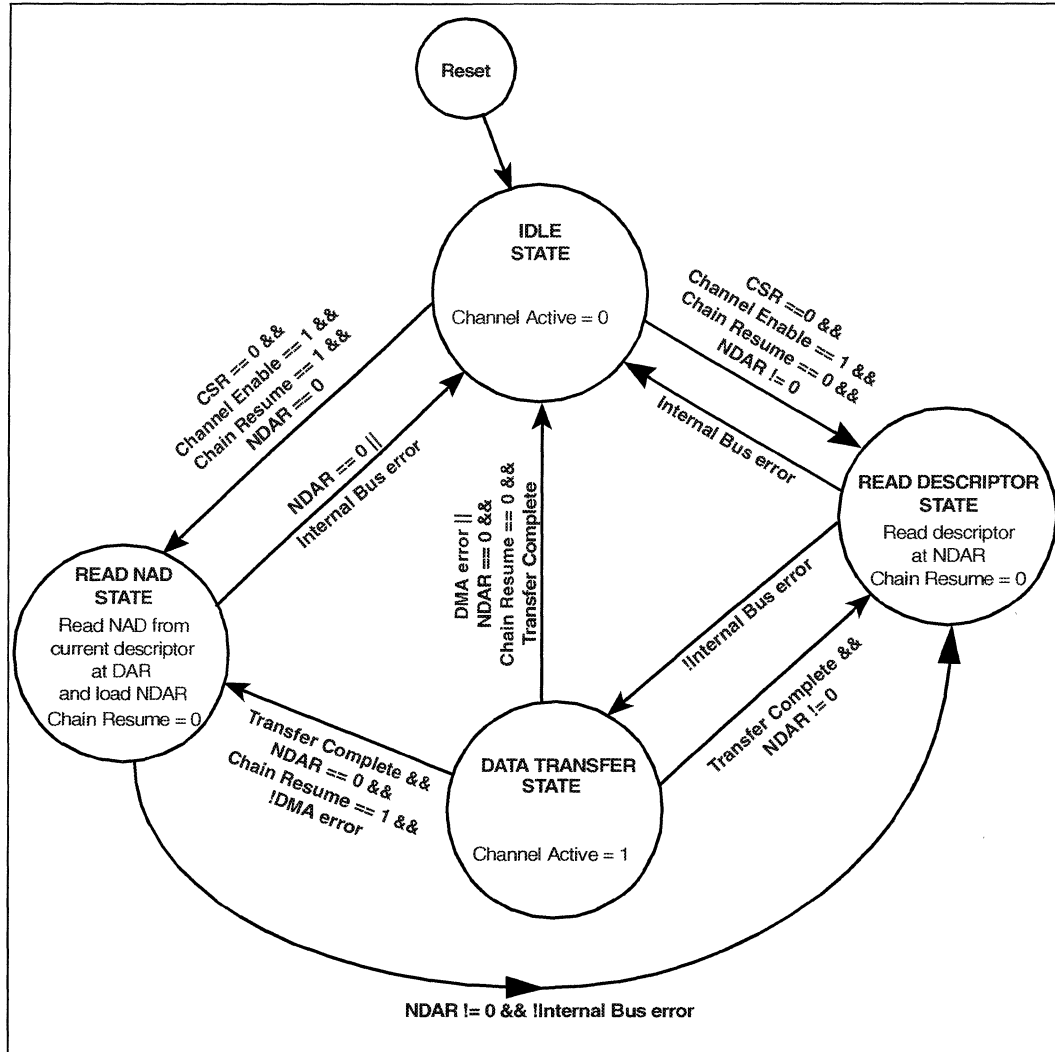 Reset
IDLE
STATE
Channel Active = 0
CSR == 0 &&
Channel Enable == 1 &&
Chain Resume == 1 &&
NDAR == 0
CSR ==0 &&
Channel Enable == 1 &&
Chain Resume == 0 &&
NDAR != 0
NDAR == 0 ||
Internal Bus error
Internal Bus error
DMA error ||
NDAR == 0 &&
Chain Resume == 0 &&
Transfer Complete
READ DESCRIPTOR
STATE
Read descriptor
at NDAR
Chain Resume = 0
READ NAD
STATE
Read NAD from
current descriptor
at DAR
and load NDAR
Chain Resume = 0
!Internal Bus error
Transfer Complete &&
NDAR != 0
Transfer Complete &&
NDAR == 0 &&
Chain Resume == 1 &&
!DMA error
DATA TRANSFER
STATE
Channel Active = 1
NDAR != 0 && !Internal Bus error